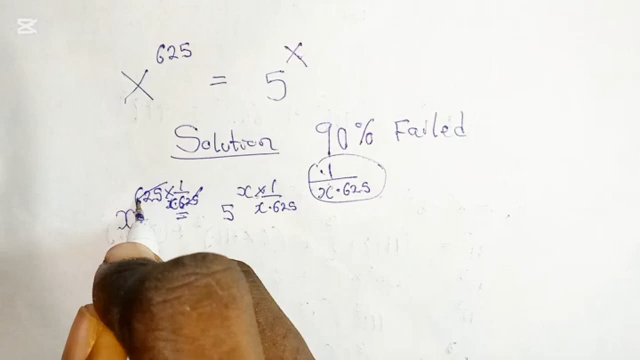 x^625 = 5^x
Solution 90% Failed
1/(x·625)
x^(625×1/(x·625)) = 5^(x×1/(x·625))